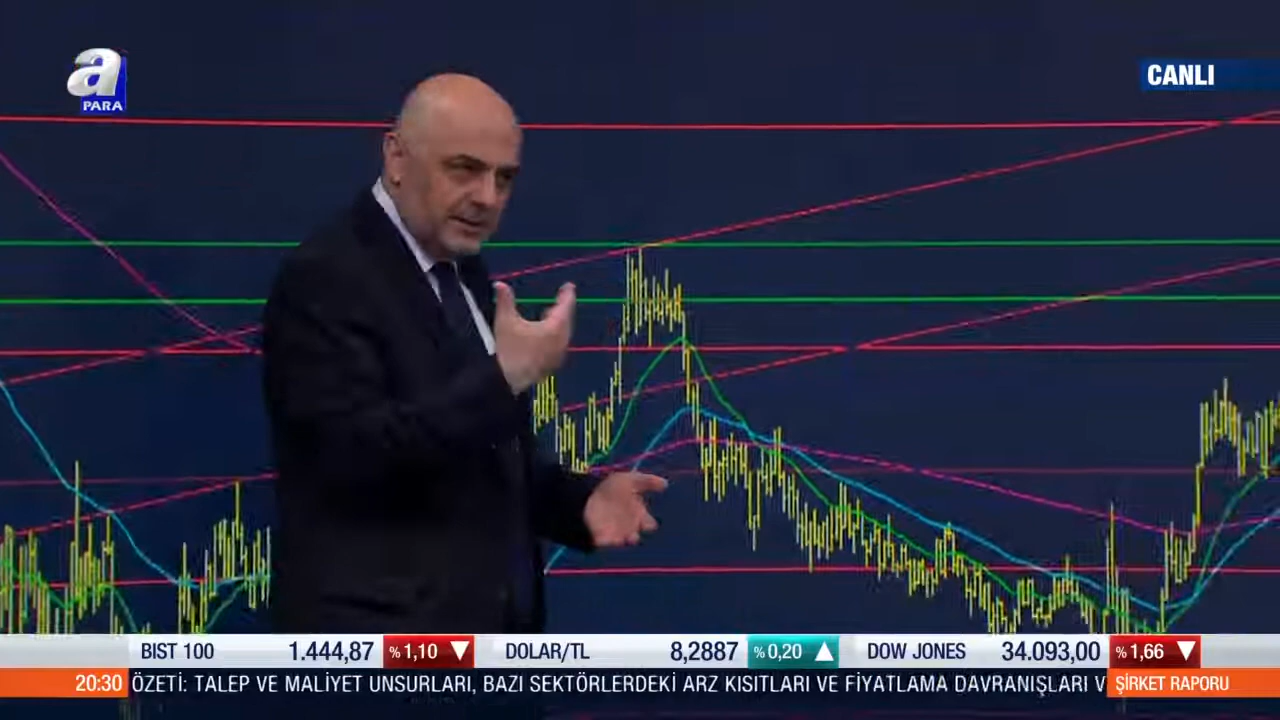 a
PARA
CANLI
BIST 100 1.444,87 %1,10 DOLAR/TL 8,2887 %0,20 DOW JONES 34.093,00 %1,66
20:30 ÖZETİ: TALEP VE MALİYET UNSURLARI, BAZI SEKTÖRLERDEKİ ARZ KISITLARI VE FİYATLAMA DAVRANIŞLARI V ŞİRKET RAPORU